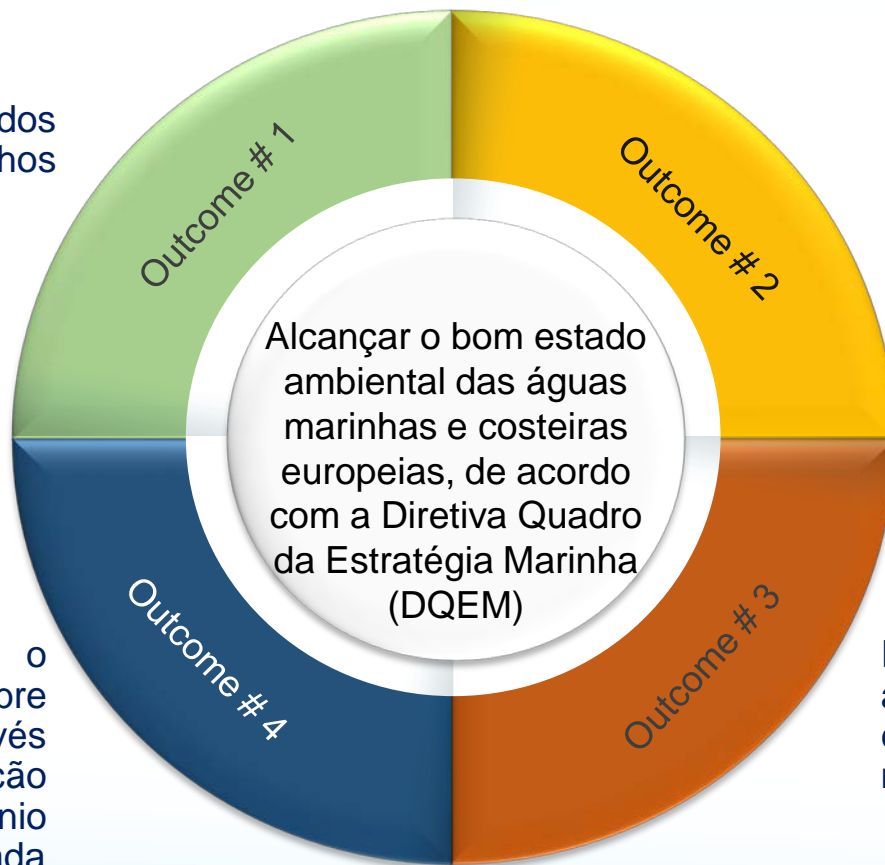 dos
hos
Outcome # 1
Outcome # 2
Alcançar o bom estado
ambiental das águas
marinhas e costeiras
europeias, de acordo
com a Diretiva Quadro
da Estratégia Marinha
(DQEM)
Outcome # 4
Outcome # 3
o
bre
vés
ção
nio
ada